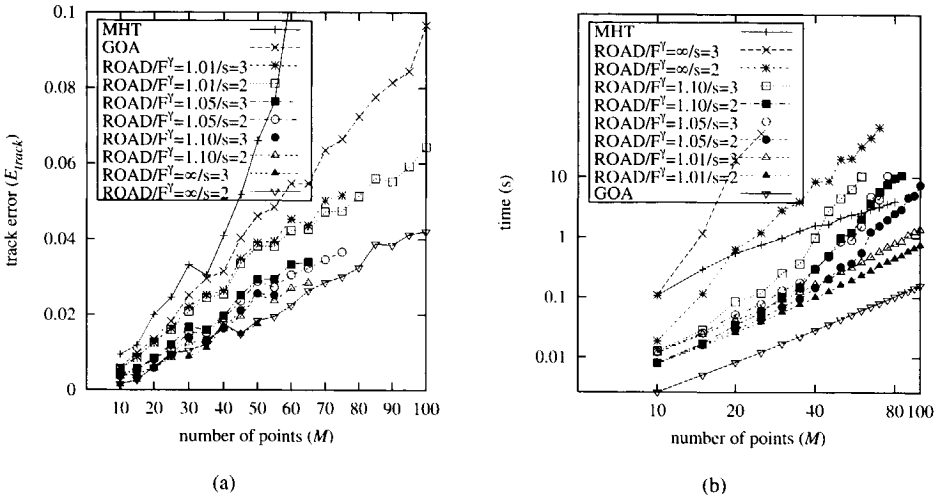 0.1
0.08
0.06
0.04
0.02
0
track error (E_track)
MHT
GOA
ROAD/F^γ=1.01/s=3
ROAD/F^γ=1.01/s=2
ROAD/F^γ=1.05/s=3
ROAD/F^γ=1.05/s=2
ROAD/F^γ=1.10/s=3
ROAD/F^γ=1.10/s=2
ROAD/F^γ=∞/s=3
ROAD/F^γ=∞/s=2
10 20 30 40 50 60 70 80 90 100
number of points (M)
(a)
time (s)
10
1
0.1
0.01
MHT
ROAD/F^γ=∞/s=3
ROAD/F^γ=∞/s=2
ROAD/F^γ=1.10/s=3
ROAD/F^γ=1.10/s=2
ROAD/F^γ=1.05/s=3
ROAD/F^γ=1.05/s=2
ROAD/F^γ=1.01/s=3
ROAD/F^γ=1.01/s=2
GOA
10 20 40 80 100
number of points (M)
(b)